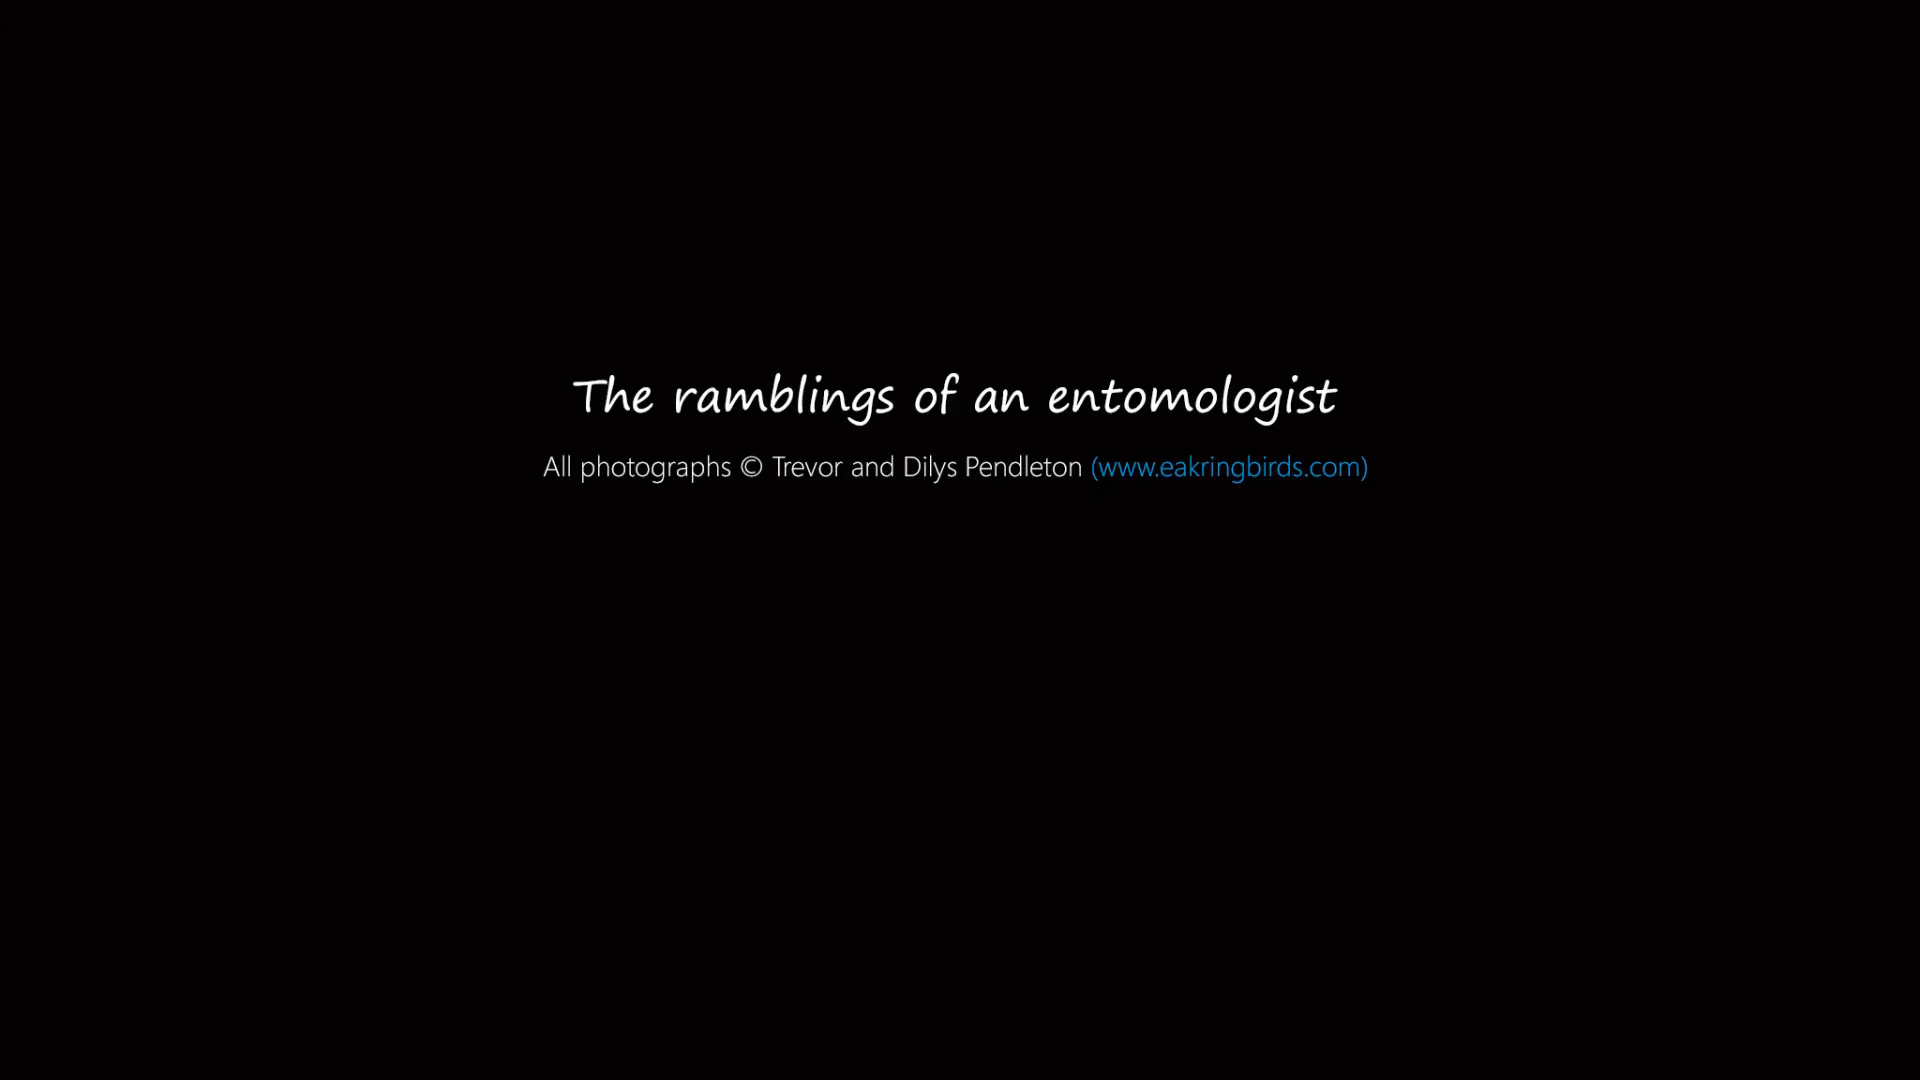 The ramblings of an entomologist
All photographs © Trevor and Dilys Pendleton (www.eakringbirds.com)